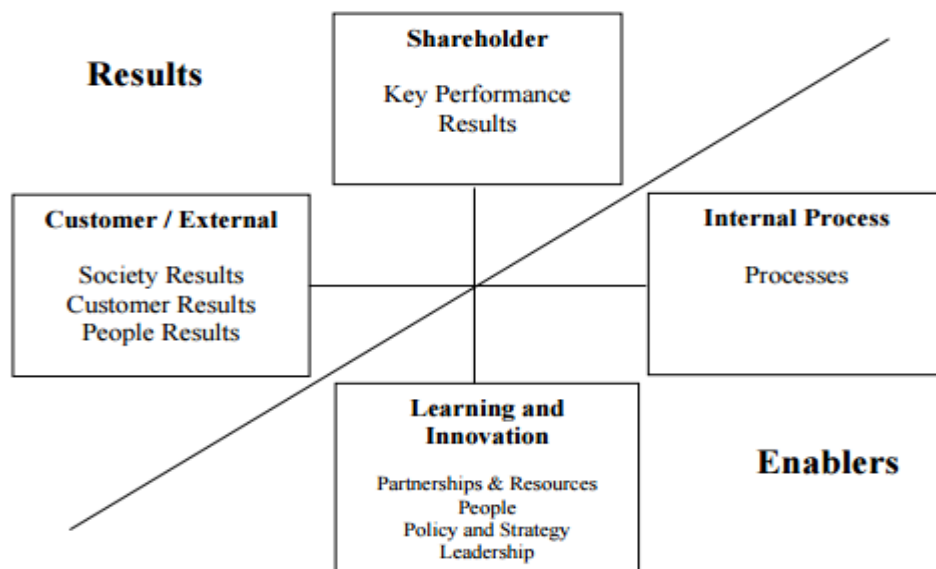 Results
Shareholder
Key Performance
Results
Customer / External
Society Results
Customer Results
People Results
Internal Process
Processes
Learning and
Innovation
Partnerships & Resources
People
Policy and Strategy
Leadership
Enablers